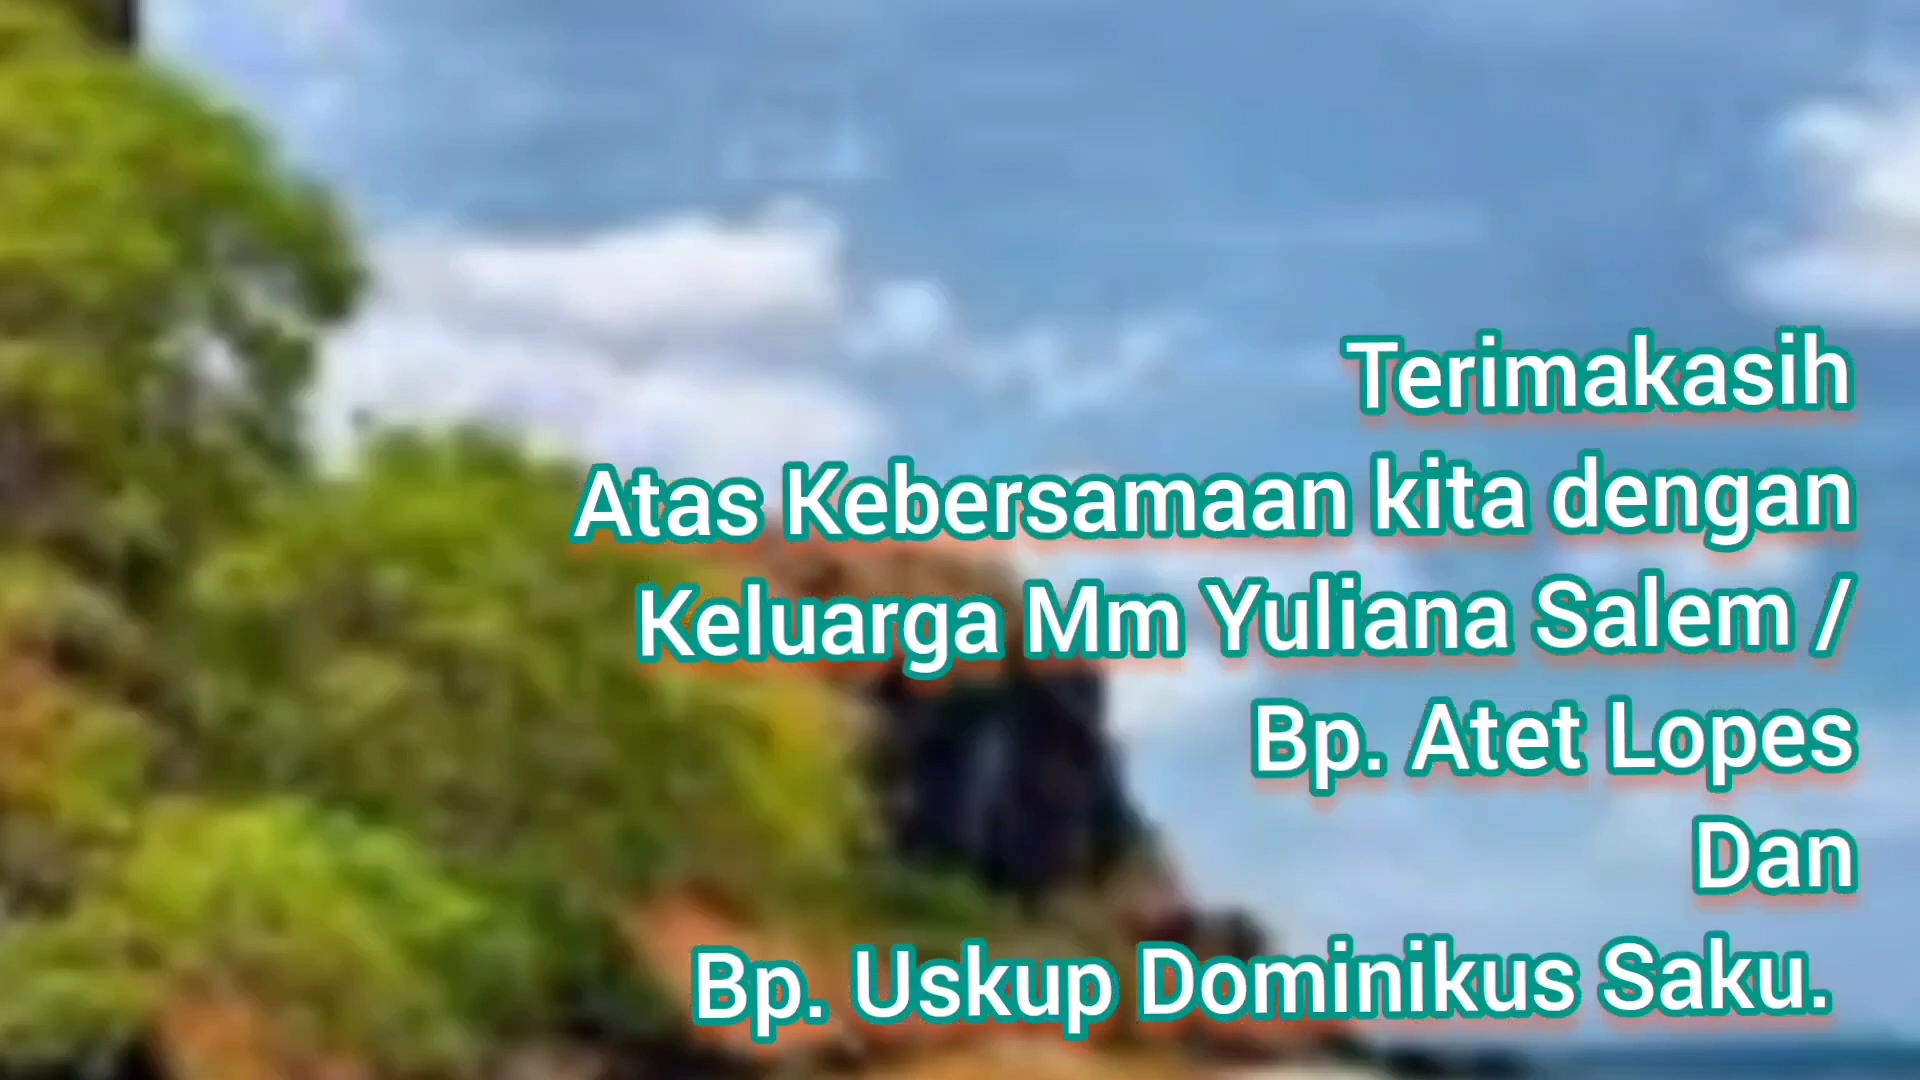 Terimakasih
Atas Kebersamaan kita dengan
Keluarga Mm Yuliana Salem /
Bp. Atet Lopes
Dan
Bp. Uskup Dominikus Saku.